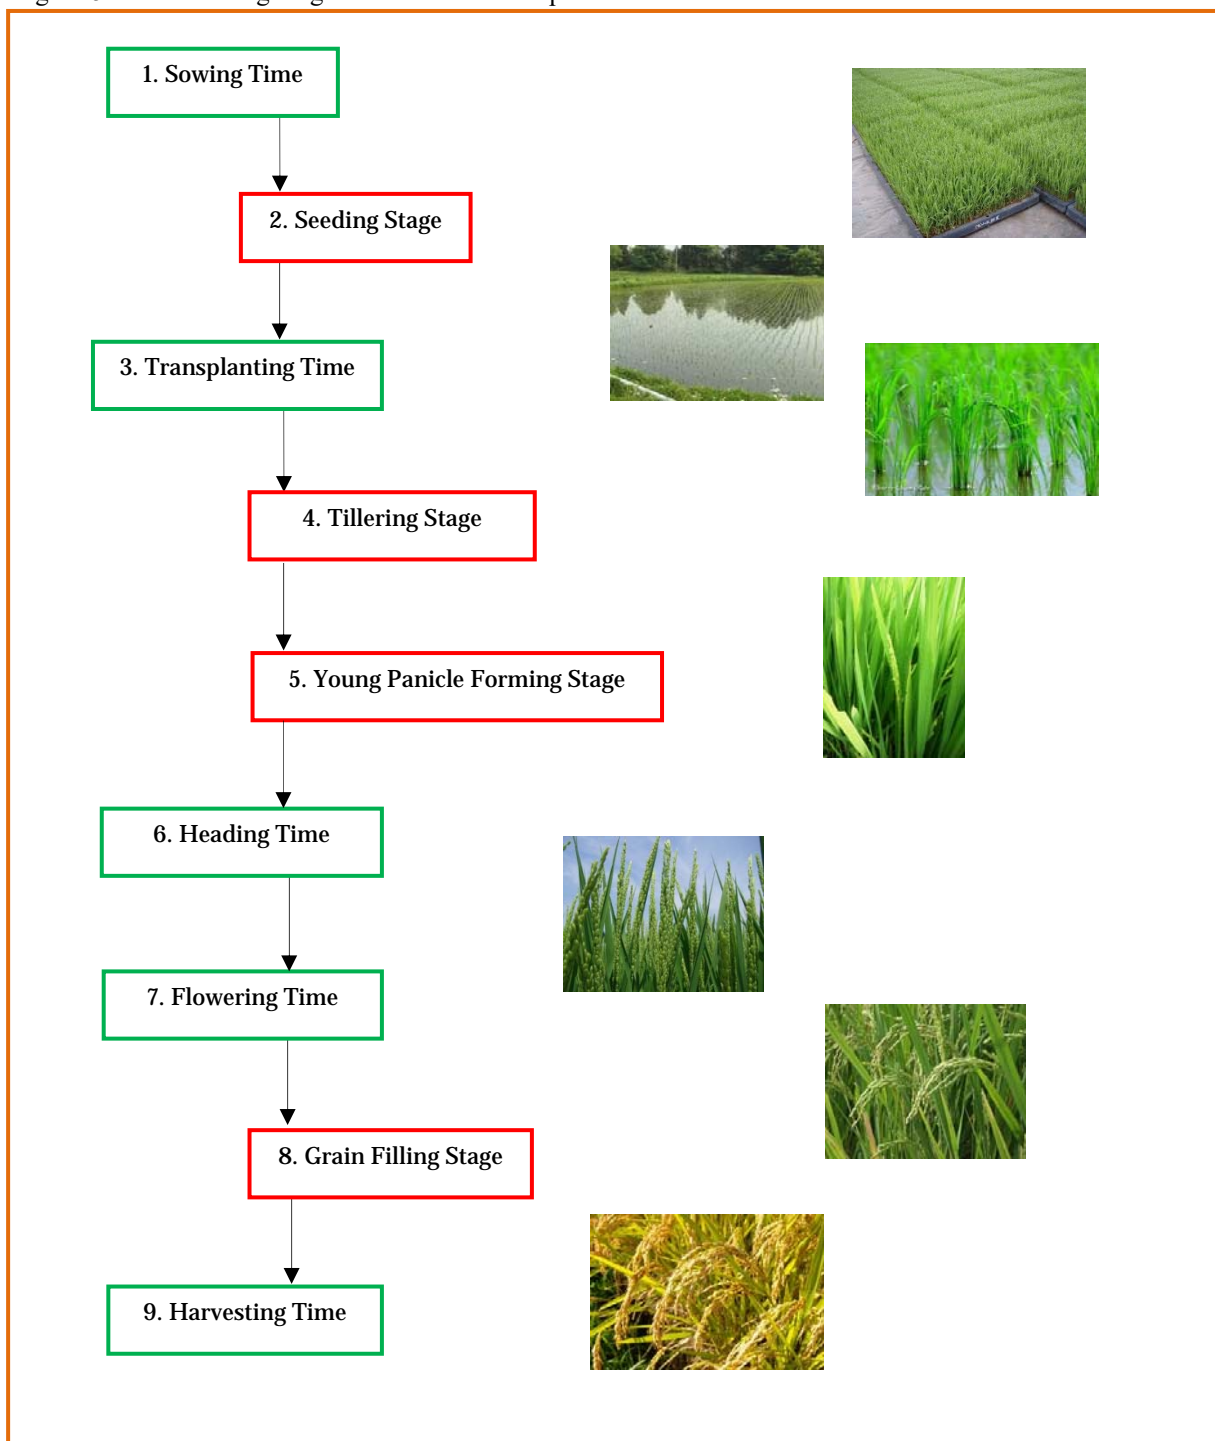 1. Sowing Time
2. Seeding Stage
3. Transplanting Time
4. Tillering Stage
5. Young Panicle Forming Stage
6. Heading Time
7. Flowering Time
8. Grain Filling Stage
9. Harvesting Time